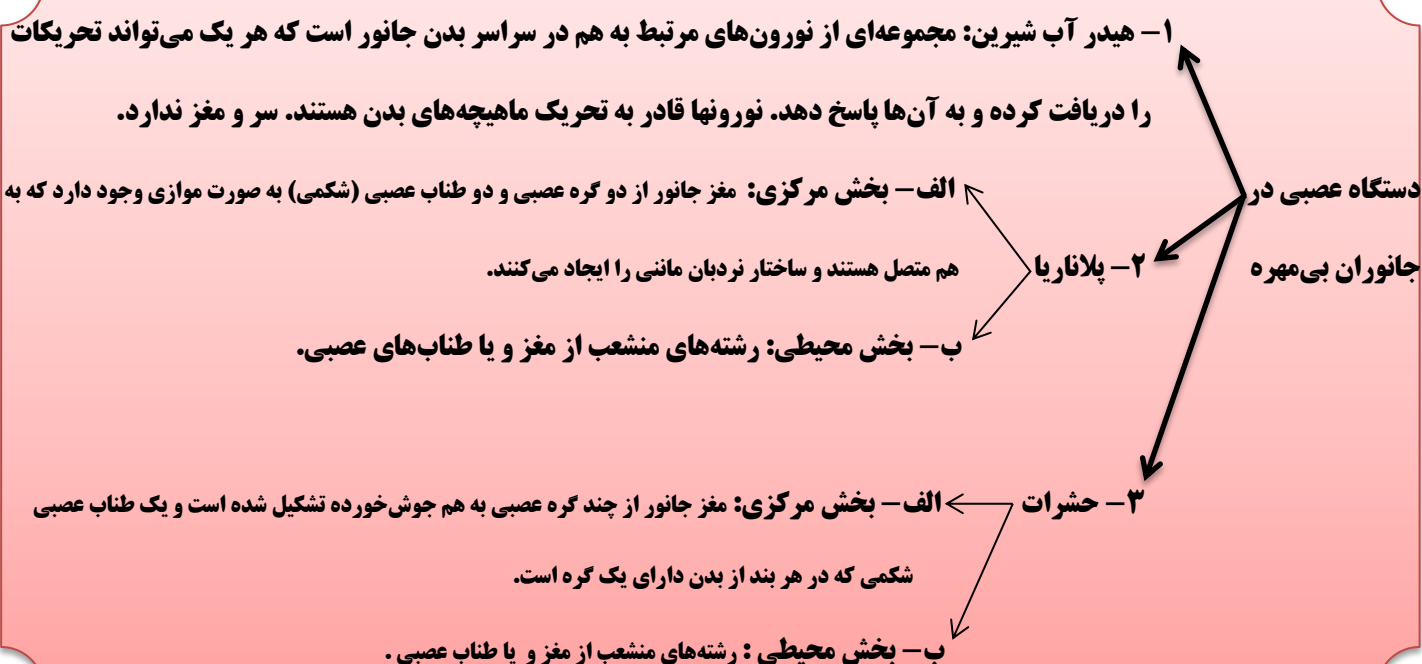 ۱– هیدر آب شیرین: مجموعه‌ای از نورون‌های مرتبط به هم در سراسر بدن جانور است که هر یک می‌تواند تحریکات
را دریافت کرده و به آن‌ها پاسخ دهد. نورونها قادر به تحریک ماهیچه‌های بدن هستند. سر و مغز ندارد.
دستگاه عصبی در
جانوران بی‌مهره
۲– پلاناریا
الف– بخش مرکزی: مغز جانور از دو گره عصبی و دو طناب عصبی (شکمی) به صورت موازی وجود دارد که به
هم متصل هستند و ساختار نردبان مانندی را ایجاد می‌کنند.
ب– بخش محیطی: رشته‌های منشعب از مغز و یا طناب‌های عصبی.
۳– حشرات
الف– بخش مرکزی: مغز جانور از چند گره عصبی به هم جوش‌خورده تشکیل شده است و یک طناب عصبی
شکمی که در هر بند از بدن دارای یک گره است.
ب– بخش محیطی : رشته‌های منشعب از مغز و یا طناب عصبی .